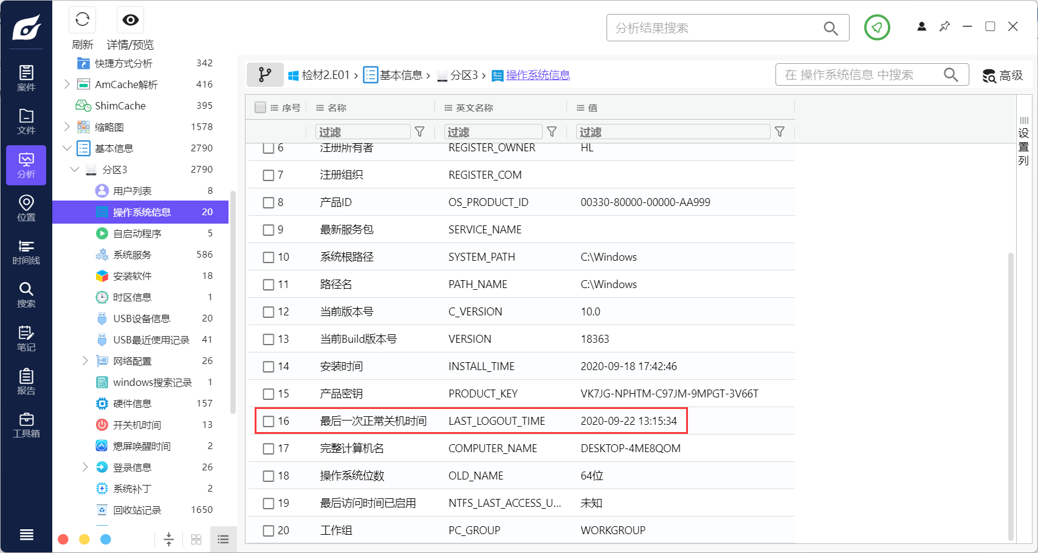 刷新
详情/预览
分析结果搜索
案件
文件
分析
位置
时间线
搜索
笔记
报告
工具箱
快捷方式分析 342
AmCache解析 416
ShimCache 395
缩略图 1578
基本信息 2790
分区3 2790
用户列表 8
操作系统信息 20
自启动程序 5
系统服务 586
安装软件 18
时区信息 1
USB设备信息 20
USB最近使用记录 41
网络配置 26
windows搜索记录 1
硬件信息 157
开关机时间 13
熄屏唤醒时间 2
登录信息 26
系统补丁 2
回收站记录 1650
检材2.E01 › 基本信息 › 分区3 › 操作系统信息
在 操作系统信息 中搜索
高级
序号 名称 英文名称 值
过滤 过滤 过滤
6 注册所有者 REGISTER_OWNER HL
7 注册组织 REGISTER_COM
8 产品ID OS_PRODUCT_ID 00330-80000-00000-AA999
9 最新服务包 SERVICE_NAME
10 系统根路径 SYSTEM_PATH C:\Windows
11 路径名 PATH_NAME C:\Windows
12 当前版本号 C_VERSION 10.0
13 当前Build版本号 VERSION 18363
14 安装时间 INSTALL_TIME 2020-09-18 17:42:46
15 产品密钥 PRODUCT_KEY VK7JG-NPHTM-C97JM-9MPGT-3V66T
16 最后一次正常关机时间 LAST_LOGOUT_TIME 2020-09-22 13:15:34
17 完整计算机名 COMPUTER_NAME DESKTOP-4ME8QOM
18 操作系统位数 OLD_NAME 64位
19 最后访问时间已启用 NTFS_LAST_ACCESS_U... 未知
20 工作组 PC_GROUP WORKGROUP
设置列